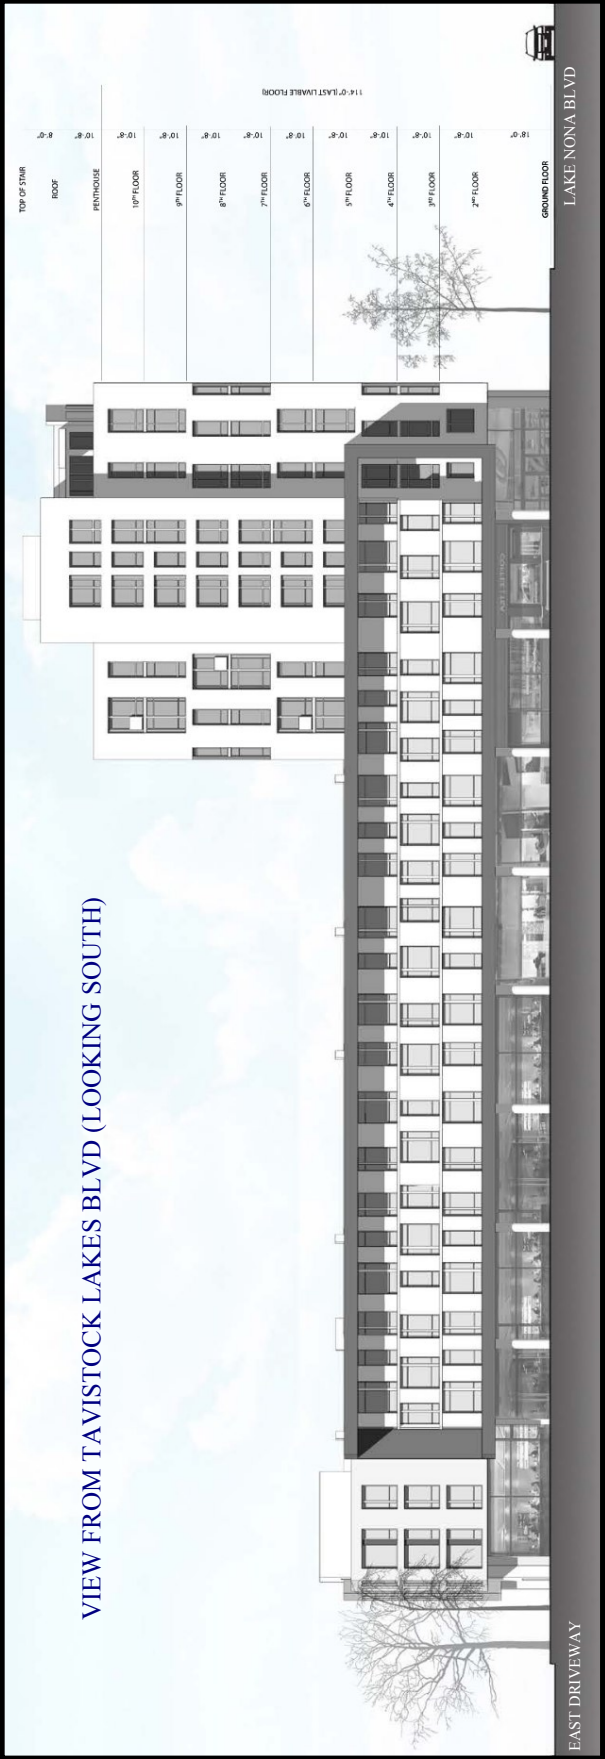 VIEW FROM TAVISTOCK LAKES BLVD (LOOKING SOUTH)
TOP OF STAIR
8'-0"
ROOF
10'-8"
PENTHOUSE
10'-8"
10TH FLOOR
10'-8"
9TH FLOOR
10'-8"
8TH FLOOR
10'-8"
7TH FLOOR
10'-8"
6TH FLOOR
10'-8"
5TH FLOOR
10'-8"
4TH FLOOR
10'-8"
3RD FLOOR
10'-8"
2ND FLOOR
18'-0"
GROUND FLOOR
114'-0" (LAST LIVABLE FLOOR)
EAST DRIVEWAY
LAKE NONA BLVD